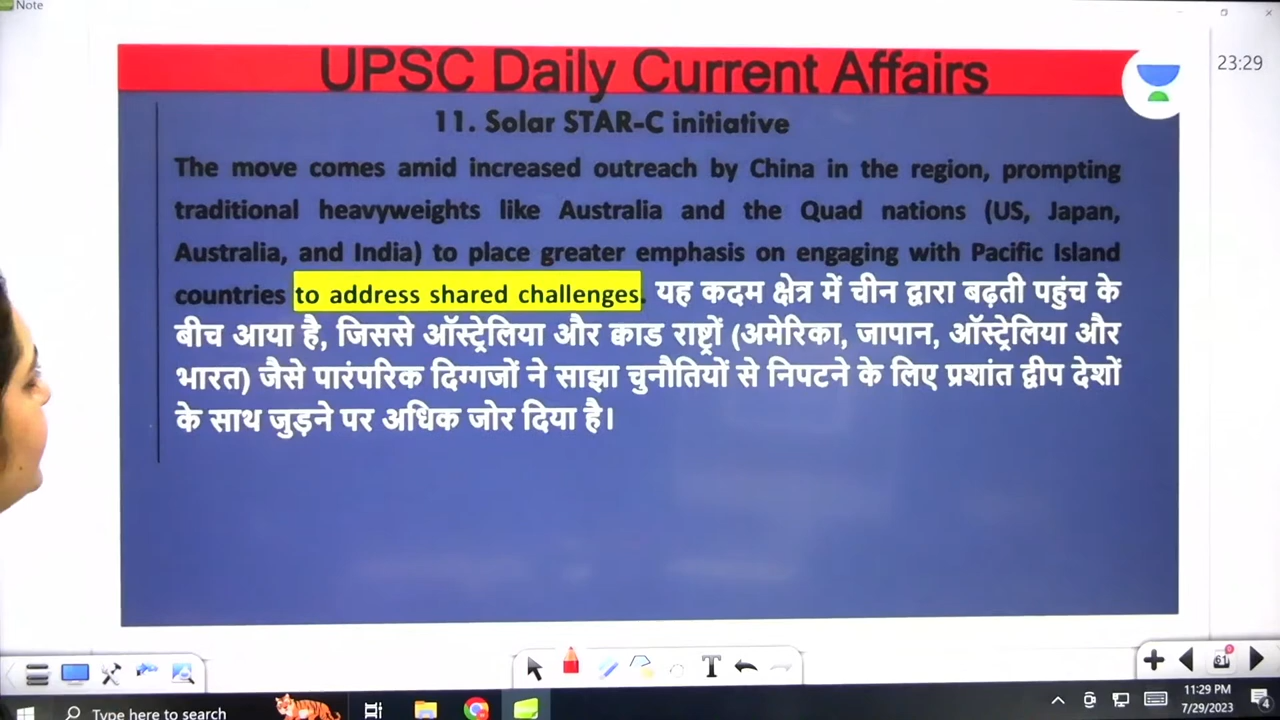 Note
UPSC Daily Current Affairs
23:29
11. Solar STAR-C initiative
The move comes amid increased outreach by China in the region, prompting
traditional heavyweights like Australia and the Quad nations (US, Japan,
Australia, and India) to place greater emphasis on engaging with Pacific Island
countries to address shared challenges. यह कदम क्षेत्र में चीन द्वारा बढ़ती पहुंच के
बीच आया है, जिससे ऑस्ट्रेलिया और क्वाड राष्ट्रों (अमेरिका, जापान, ऑस्ट्रेलिया और
भारत) जैसे पारंपरिक दिग्गजों ने साझा चुनौतियों से निपटने के लिए प्रशांत द्वीप देशों
के साथ जुड़ने पर अधिक जोर दिया है।
T
61
Type here to search
11:29 PM
7/29/2023
4